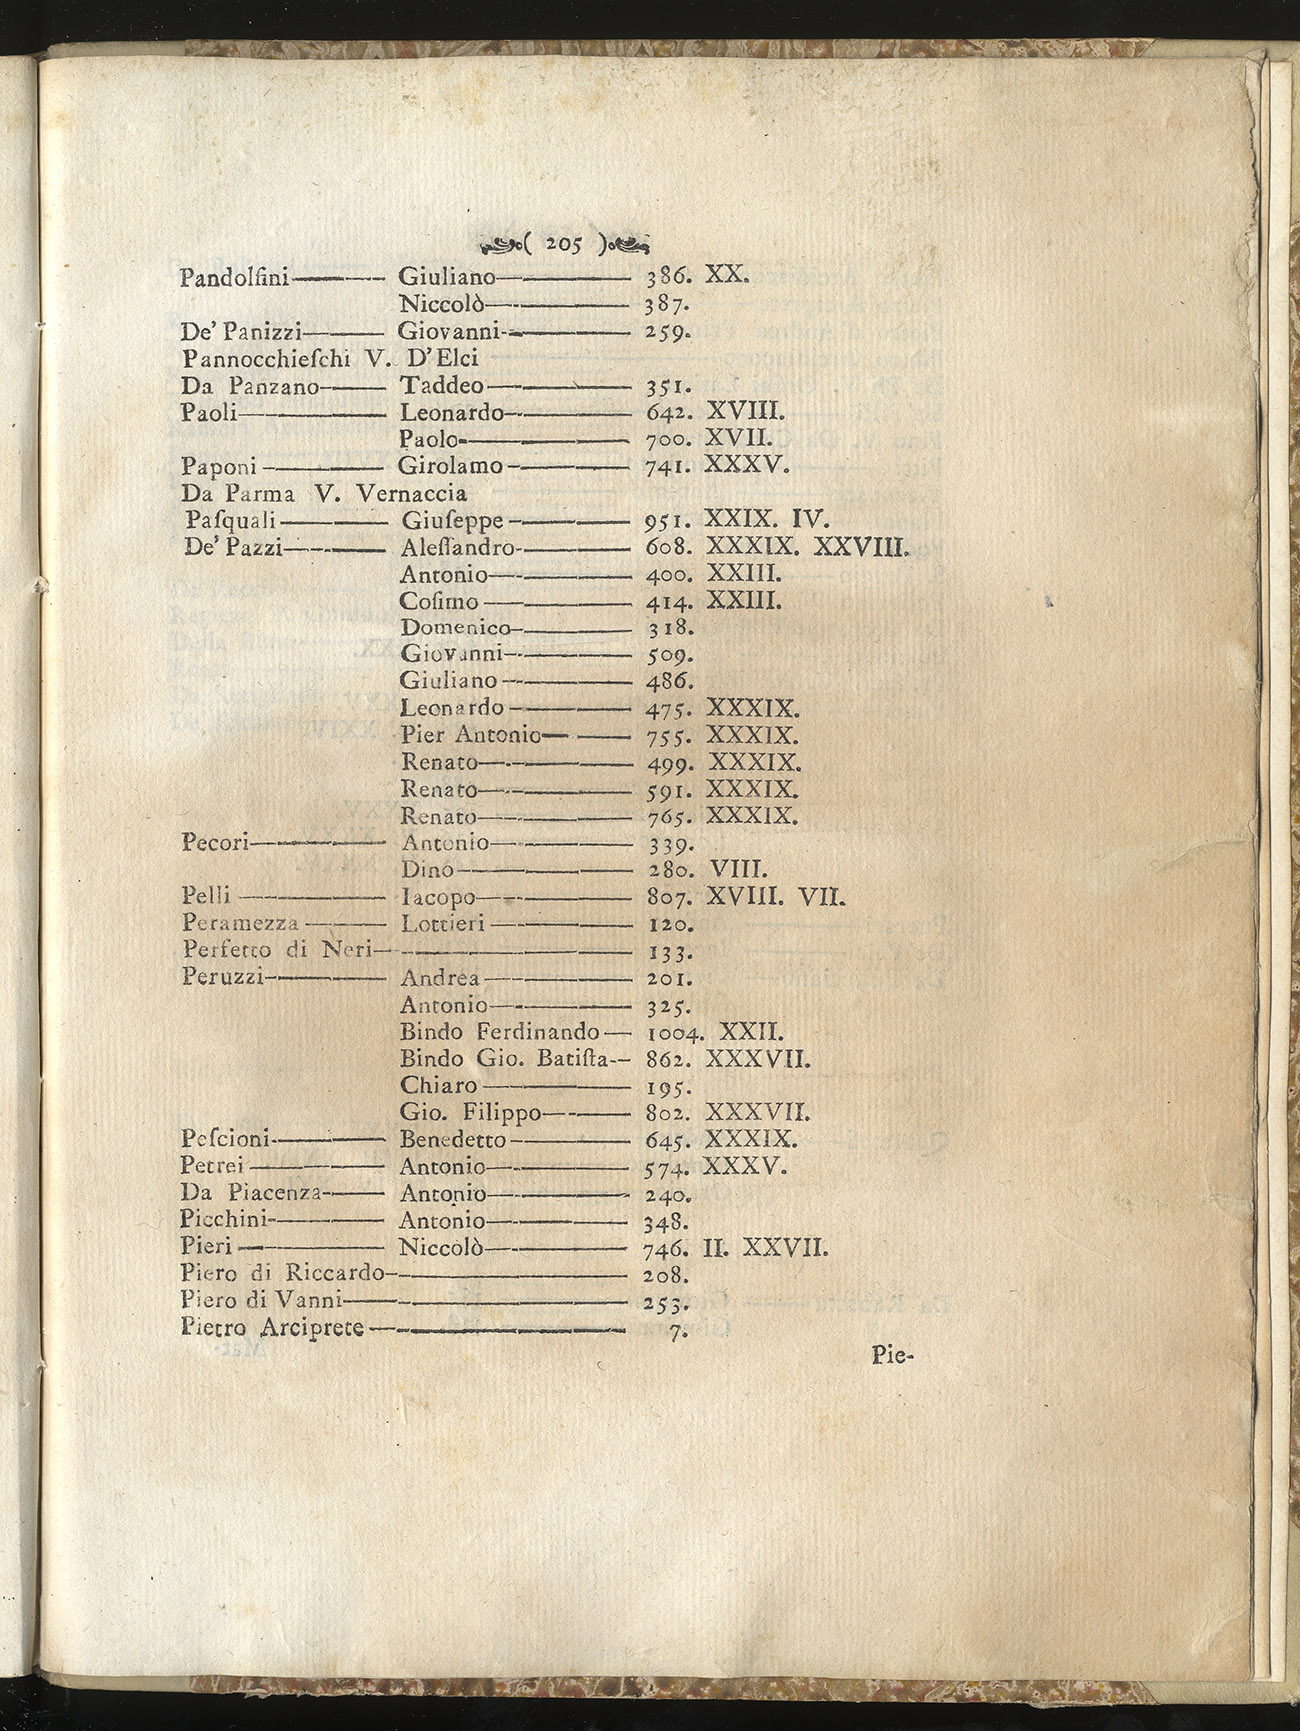 ( 205 )
Pandolfini —— Giuliano —— 386. XX.
Niccolò —— 387.
De' Panizzi —— Giovanni —— 259.
Pannocchieſchi V. D'Elci
Da Panzano —— Taddeo —— 351.
Paoli —— Leonardo —— 642. XVIII.
Paolo —— 700. XVII.
Paponi —— Girolamo —— 741. XXXV.
Da Parma V. Vernaccia
Paſquali —— Giuſeppe —— 951. XXIX. IV.
De' Pazzi —— Aleſſandro —— 608. XXXIX. XXVIII.
Antonio —— 400. XXIII.
Coſimo —— 414. XXIII.
Domenico —— 318.
Giovanni —— 509.
Giuliano —— 486.
Leonardo —— 475. XXXIX.
Pier Antonio —— 755. XXXIX.
Renato —— 499. XXXIX.
Renato —— 591. XXXIX.
Renato —— 765. XXXIX.
Pecori —— Antonio —— 339.
Dino —— 280. VIII.
Pelli —— Iacopo —— 807. XVIII. VII.
Peramezza —— Lottieri —— 120.
Perfetto di Neri —— 133.
Peruzzi —— Andrea —— 201.
Antonio —— 325.
Bindo Ferdinando — 1004. XXII.
Bindo Gio. Batiſta — 862. XXXVII.
Chiaro —— 195.
Gio. Filippo —— 802. XXXVII.
Peſcioni —— Benedetto —— 645. XXXIX.
Petrei —— Antonio —— 574. XXXV.
Da Piacenza —— Antonio —— 240.
Picchini —— Antonio —— 348.
Pieri —— Niccolò —— 746. II. XXVII.
Piero di Riccardo —— 208.
Piero di Vanni —— 253.
Pietro Arciprete —— 7.
Pie-